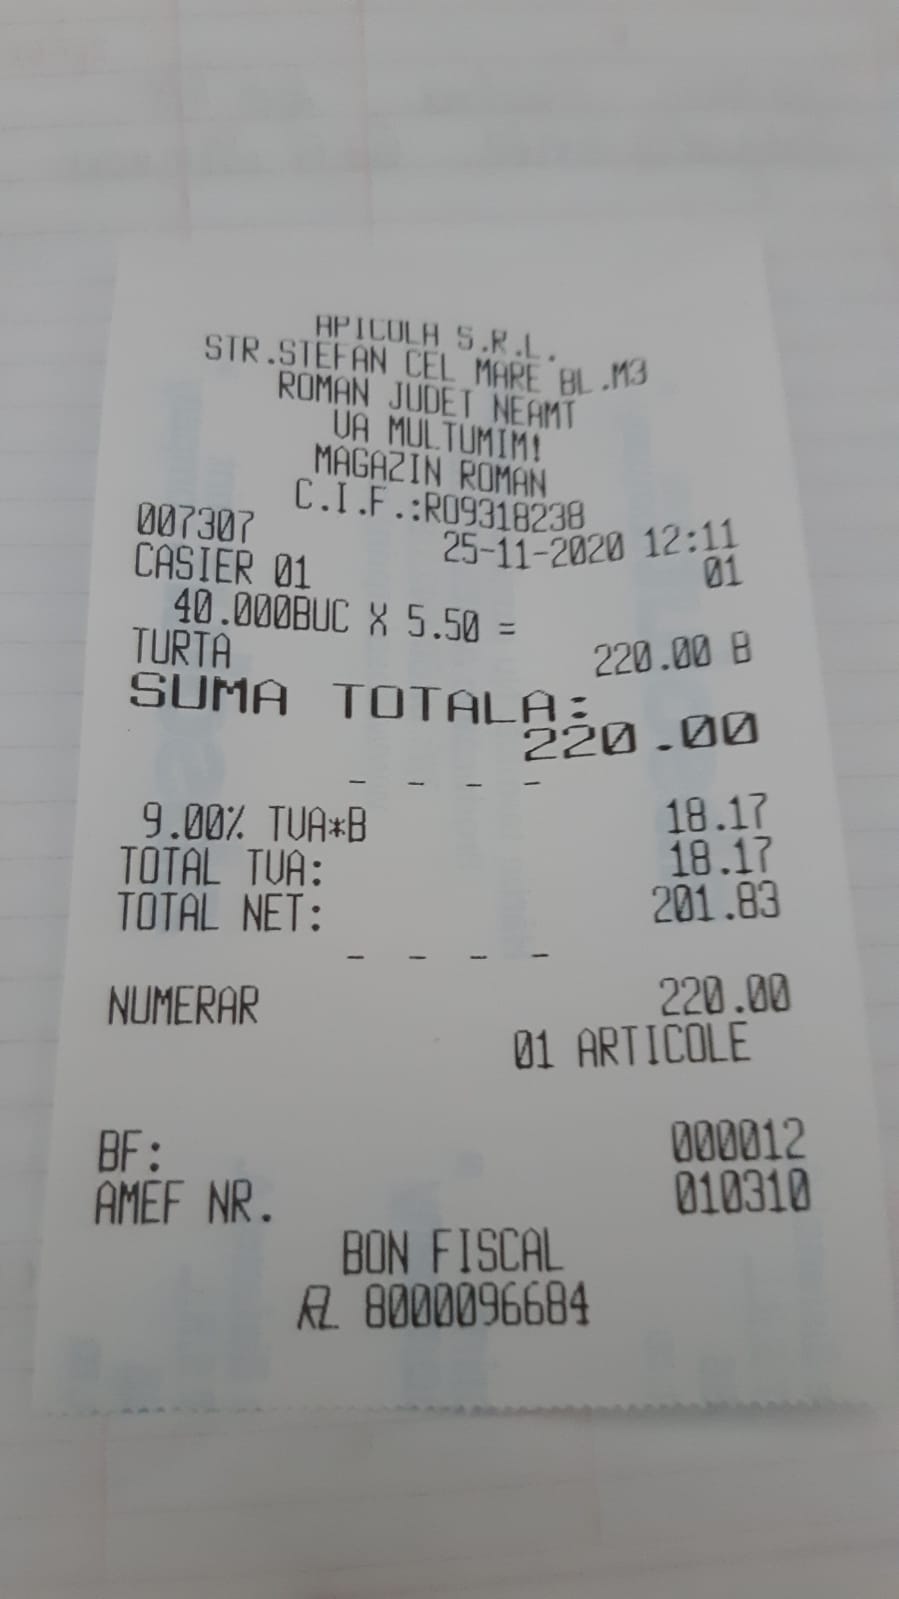 APICOLA S.R.L.
STR.STEFAN CEL MARE BL.M3
ROMAN JUDET NEAMT
VA MULTUMIM!
MAGAZIN ROMAN
C.I.F.:RO9318238
007307 25-11-2020 12:11
CASIER 01 01
40.000BUC X 5.50 =
TURTA 220.00 B
SUMA TOTALA:
220.00
- - - -
9.00% TVA*B 18.17
TOTAL TVA: 18.17
TOTAL NET: 201.83
- - - -
NUMERAR 220.00
01 ARTICOLE
BF: 000012
AMEF NR. 010310
BON FISCAL
8000096684